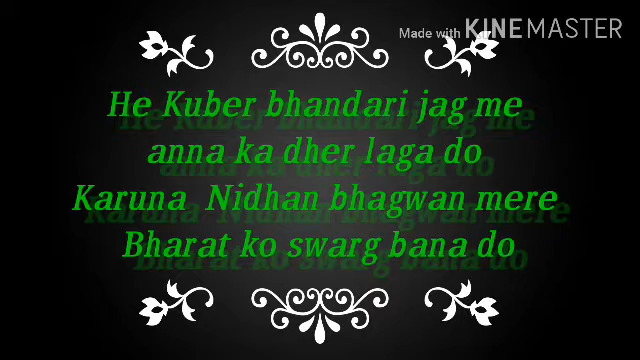 Made with KINEMASTER
He Kuber bhandari jag me
anna ka dher laga do
Karuna Nidhan bhagwan mere
Bharat ko swarg bana do